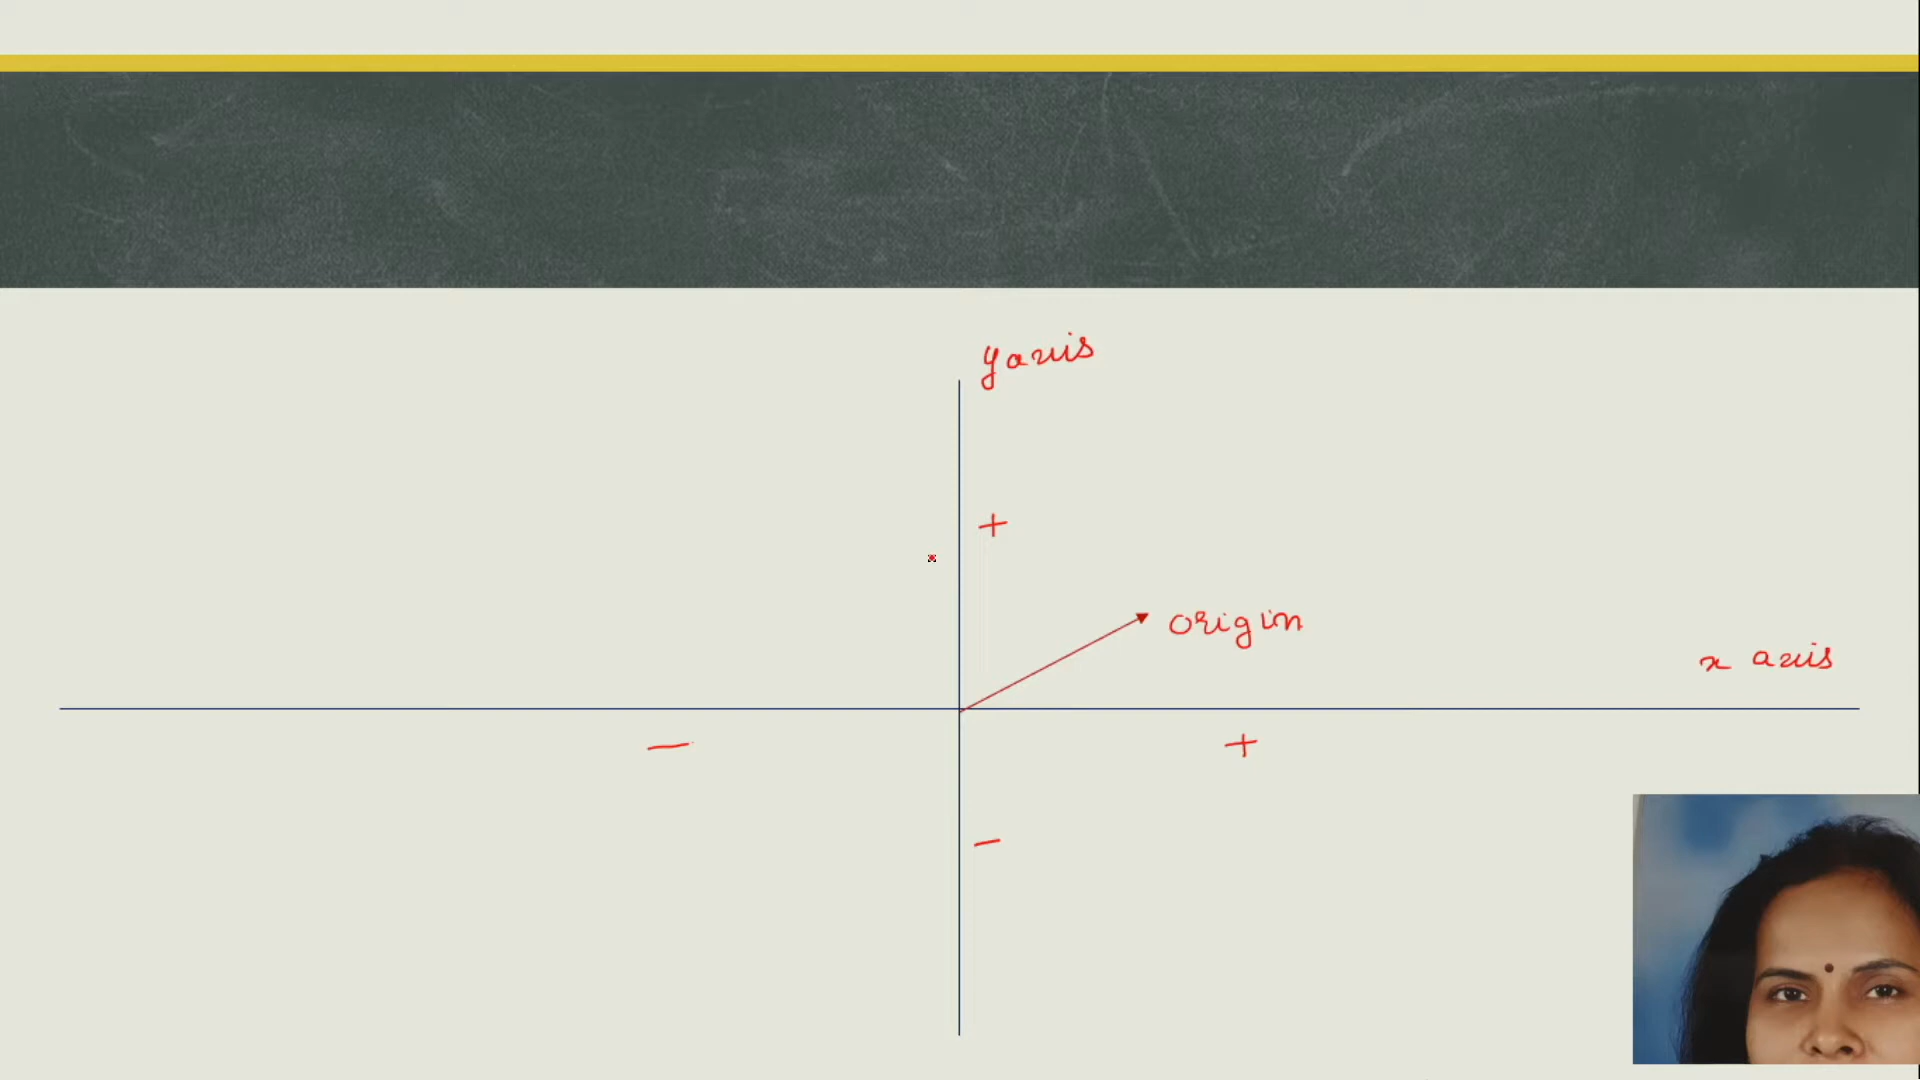 y axis
+
origin
x axis
− +
−